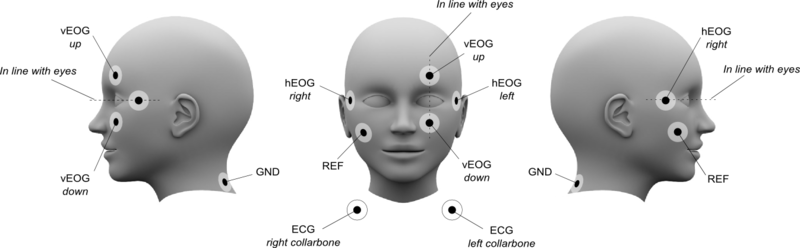 vEOG
up
In line with eyes
vEOG
down
GND
In line with eyes
vEOG
up
hEOG
right
hEOG
left
REF
vEOG
down
ECG
right collarbone
ECG
left collarbone
hEOG
right
In line with eyes
GND
REF